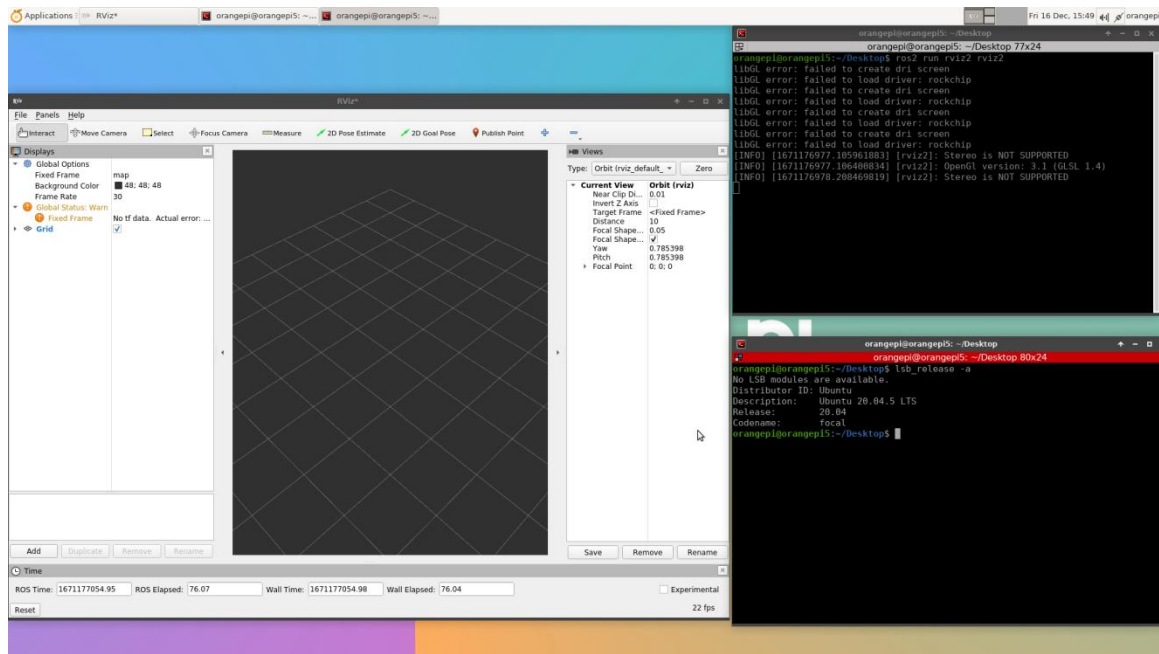 Applications RViz* orangepi@orangepi5: ~... orangepi@orangepi5: ~... Fri 16 Dec, 15:49 orangepi
RViz*
File Panels Help
Interact Move Camera Select Focus Camera Measure 2D Pose Estimate 2D Goal Pose Publish Point
Displays
Global Options
Fixed Frame map
Background Color 48; 48; 48
Frame Rate 30
Global Status: Warn
Fixed Frame No tf data. Actual error: ...
Grid
Add Duplicate Remove Rename
Views
Type: Orbit (rviz_default_ Zero
Current View Orbit (rviz)
Near Clip Di... 0.01
Invert Z Axis
Target Frame <Fixed Frame>
Distance 10
Focal Shape... 0.05
Focal Shape...
Yaw 0.785398
Pitch 0.785398
Focal Point 0; 0; 0
Save Remove Rename
Time
ROS Time: 1671177054.95 ROS Elapsed: 76.07 Wall Time: 1671177054.98 Wall Elapsed: 76.04 Experimental
Reset 22 fps
orangepi@orangepi5: ~/Desktop
orangepi@orangepi5: ~/Desktop 77x24
orangepi@orangepi5:~/Desktop$ ros2 run rviz2 rviz2
libGL error: failed to create dri screen
libGL error: failed to load driver: rockchip
libGL error: failed to create dri screen
libGL error: failed to load driver: rockchip
libGL error: failed to create dri screen
libGL error: failed to load driver: rockchip
libGL error: failed to create dri screen
libGL error: failed to load driver: rockchip
[INFO] [1671176977.105961883] [rviz2]: Stereo is NOT SUPPORTED
[INFO] [1671176977.106400834] [rviz2]: OpenGl version: 3.1 (GLSL 1.4)
[INFO] [1671176978.208469819] [rviz2]: Stereo is NOT SUPPORTED
orangepi@orangepi5: ~/Desktop
orangepi@orangepi5: ~/Desktop 80x24
orangepi@orangepi5:~/Desktop$ lsb_release -a
No LSB modules are available.
Distributor ID: Ubuntu
Description: Ubuntu 20.04.5 LTS
Release: 20.04
Codename: focal
orangepi@orangepi5:~/Desktop$